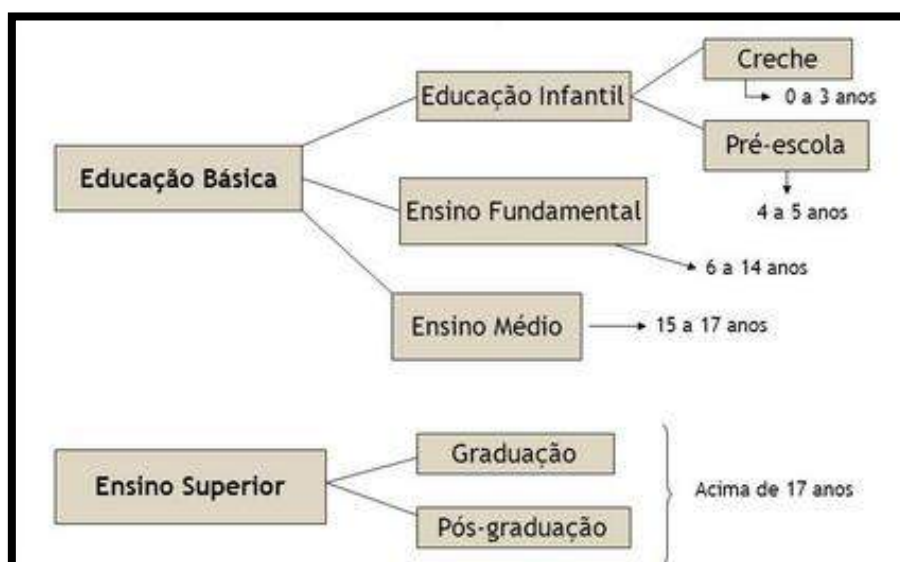 Educação Básica
Educação Infantil
Creche
0 a 3 anos
Pré-escola
4 a 5 anos
Ensino Fundamental
6 a 14 anos
Ensino Médio
15 a 17 anos
Ensino Superior
Graduação
Pós-graduação
Acima de 17 anos